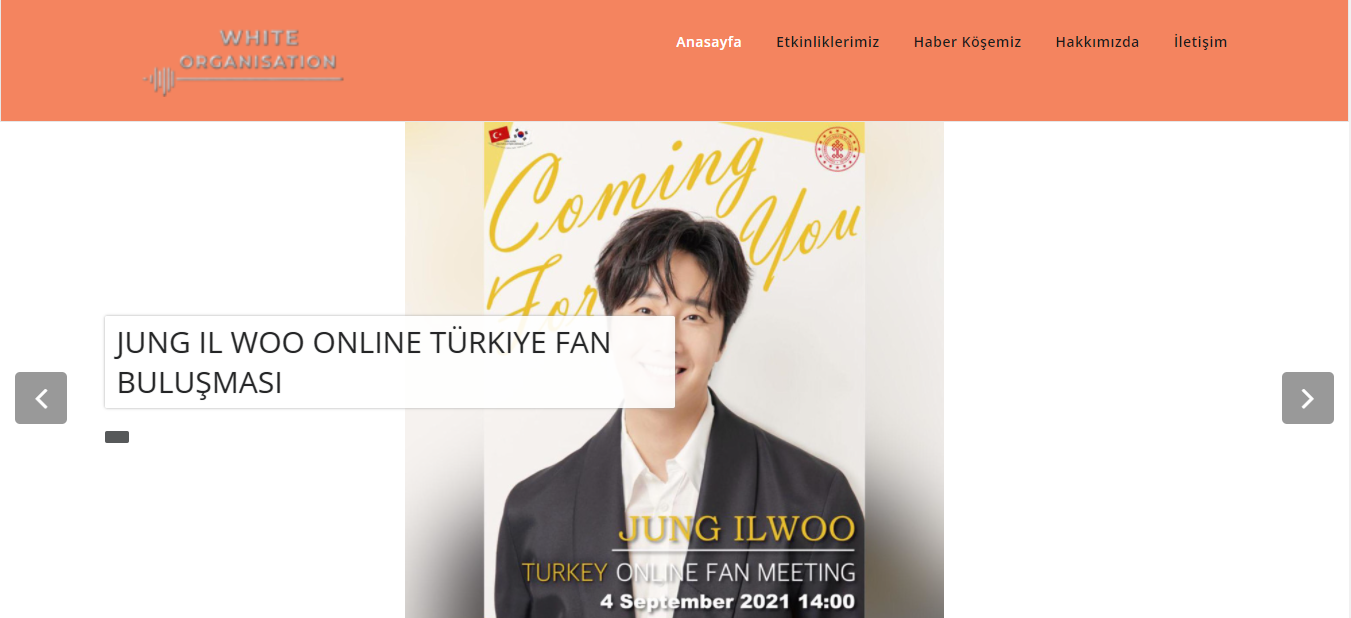 WHITE
ORGANISATION
Anasayfa Etkinliklerimiz Haber Köşemiz Hakkımızda İletişim
Coming
For You
JUNG IL WOO ONLINE TÜRKIYE FAN
BULUŞMASI
JUNG ILWOO
TURKEY ONLINE FAN MEETING
4 September 2021 14:00